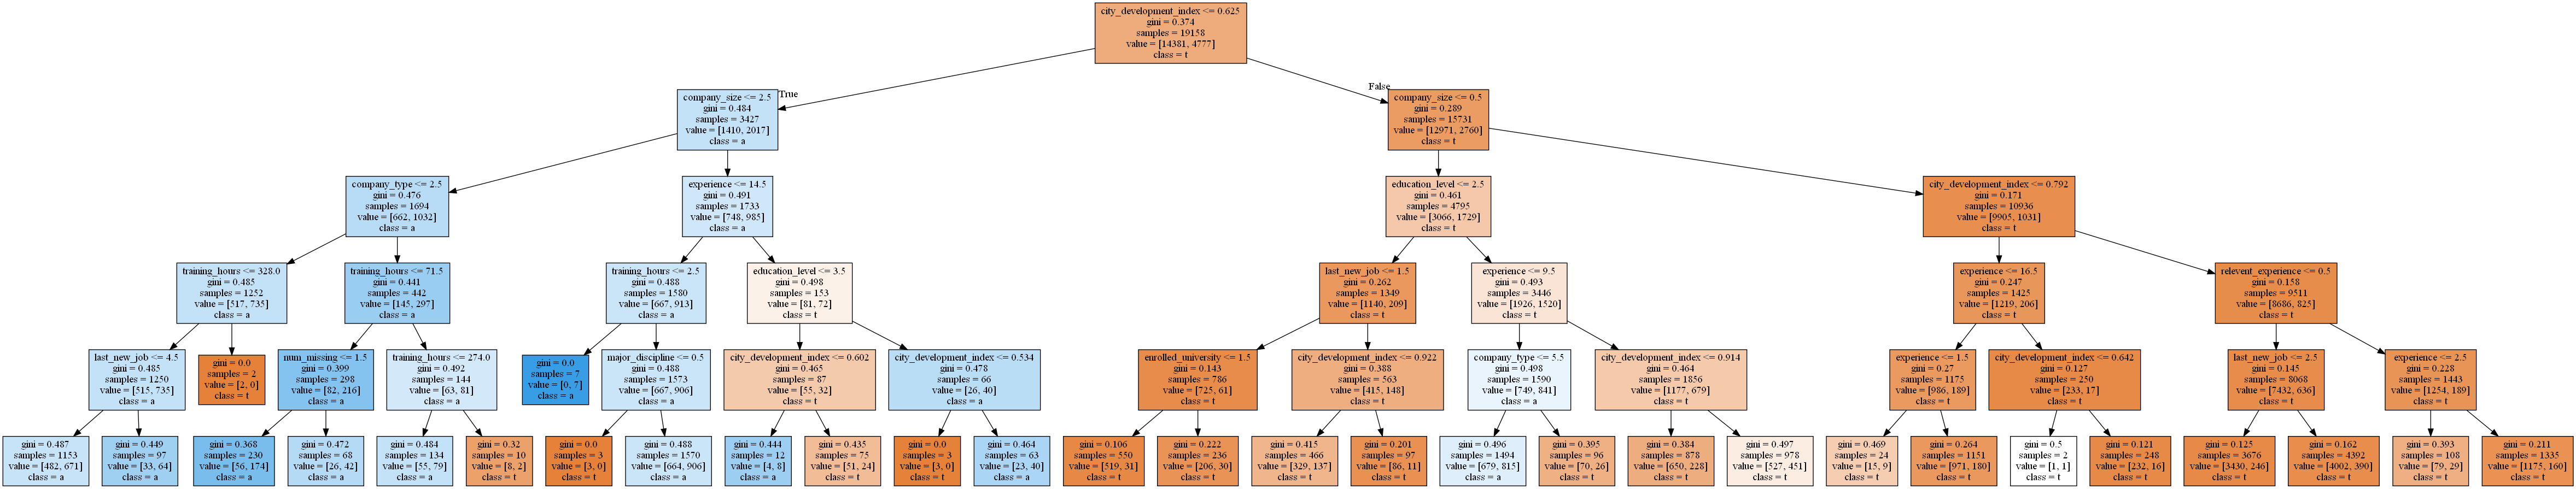 city_development_index <= 0.625
gini = 0.374
samples = 19158
value = [14381, 4777]
class = t
True
False
company_size <= 2.5
gini = 0.484
samples = 3427
value = [1410, 2017]
class = a
company_size <= 0.5
gini = 0.289
samples = 15731
value = [12971, 2760]
class = t
company_type <= 2.5
gini = 0.476
samples = 1694
value = [662, 1032]
class = a
experience <= 14.5
gini = 0.491
samples = 1733
value = [748, 985]
class = a
education_level <= 2.5
gini = 0.461
samples = 4795
value = [3066, 1729]
class = t
city_development_index <= 0.792
gini = 0.171
samples = 10936
value = [9905, 1031]
class = t
training_hours <= 328.0
gini = 0.485
samples = 1252
value = [517, 735]
class = a
training_hours <= 71.5
gini = 0.441
samples = 442
value = [145, 297]
class = a
training_hours <= 2.5
gini = 0.488
samples = 1580
value = [667, 913]
class = a
education_level <= 3.5
gini = 0.498
samples = 153
value = [81, 72]
class = t
last_new_job <= 1.5
gini = 0.262
samples = 1349
value = [1140, 209]
class = t
experience <= 9.5
gini = 0.493
samples = 3446
value = [1926, 1520]
class = t
experience <= 16.5
gini = 0.247
samples = 1425
value = [1219, 206]
class = t
relevent_experience <= 0.5
gini = 0.158
samples = 9511
value = [8686, 825]
class = t
last_new_job <= 4.5
gini = 0.485
samples = 1250
value = [515, 735]
class = a
gini = 0.0
samples = 2
value = [2, 0]
class = t
num_missing <= 1.5
gini = 0.399
samples = 298
value = [82, 216]
class = a
training_hours <= 274.0
gini = 0.492
samples = 144
value = [63, 81]
class = a
gini = 0.0
samples = 7
value = [0, 7]
class = a
major_discipline <= 0.5
gini = 0.488
samples = 1573
value = [667, 906]
class = a
city_development_index <= 0.602
gini = 0.465
samples = 87
value = [55, 32]
class = t
city_development_index <= 0.534
gini = 0.478
samples = 66
value = [26, 40]
class = a
enrolled_university <= 1.5
gini = 0.143
samples = 786
value = [725, 61]
class = t
city_development_index <= 0.922
gini = 0.388
samples = 563
value = [415, 148]
class = t
company_type <= 5.5
gini = 0.498
samples = 1590
value = [749, 841]
class = a
city_development_index <= 0.914
gini = 0.464
samples = 1856
value = [1177, 679]
class = t
experience <= 1.5
gini = 0.27
samples = 1175
value = [986, 189]
class = t
city_development_index <= 0.642
gini = 0.127
samples = 250
value = [233, 17]
class = t
last_new_job <= 2.5
gini = 0.145
samples = 8068
value = [7432, 636]
class = t
experience <= 2.5
gini = 0.228
samples = 1443
value = [1254, 189]
class = t
gini = 0.487
samples = 1153
value = [482, 671]
class = a
gini = 0.449
samples = 97
value = [33, 64]
class = a
gini = 0.368
samples = 230
value = [56, 174]
class = a
gini = 0.472
samples = 68
value = [26, 42]
class = a
gini = 0.484
samples = 134
value = [55, 79]
class = a
gini = 0.32
samples = 10
value = [8, 2]
class = t
gini = 0.0
samples = 3
value = [3, 0]
class = t
gini = 0.488
samples = 1570
value = [664, 906]
class = a
gini = 0.444
samples = 12
value = [4, 8]
class = a
gini = 0.435
samples = 75
value = [51, 24]
class = t
gini = 0.0
samples = 3
value = [3, 0]
class = t
gini = 0.464
samples = 63
value = [23, 40]
class = a
gini = 0.106
samples = 550
value = [519, 31]
class = t
gini = 0.222
samples = 236
value = [206, 30]
class = t
gini = 0.415
samples = 466
value = [329, 137]
class = t
gini = 0.201
samples = 97
value = [86, 11]
class = t
gini = 0.496
samples = 1494
value = [679, 815]
class = a
gini = 0.395
samples = 96
value = [70, 26]
class = t
gini = 0.384
samples = 878
value = [650, 228]
class = t
gini = 0.497
samples = 978
value = [527, 451]
class = t
gini = 0.469
samples = 24
value = [15, 9]
class = t
gini = 0.264
samples = 1151
value = [971, 180]
class = t
gini = 0.5
samples = 2
value = [1, 1]
class = t
gini = 0.121
samples = 248
value = [232, 16]
class = t
gini = 0.125
samples = 3676
value = [3430, 246]
class = t
gini = 0.162
samples = 4392
value = [4002, 390]
class = t
gini = 0.393
samples = 108
value = [79, 29]
class = t
gini = 0.211
samples = 1335
value = [1175, 160]
class = t